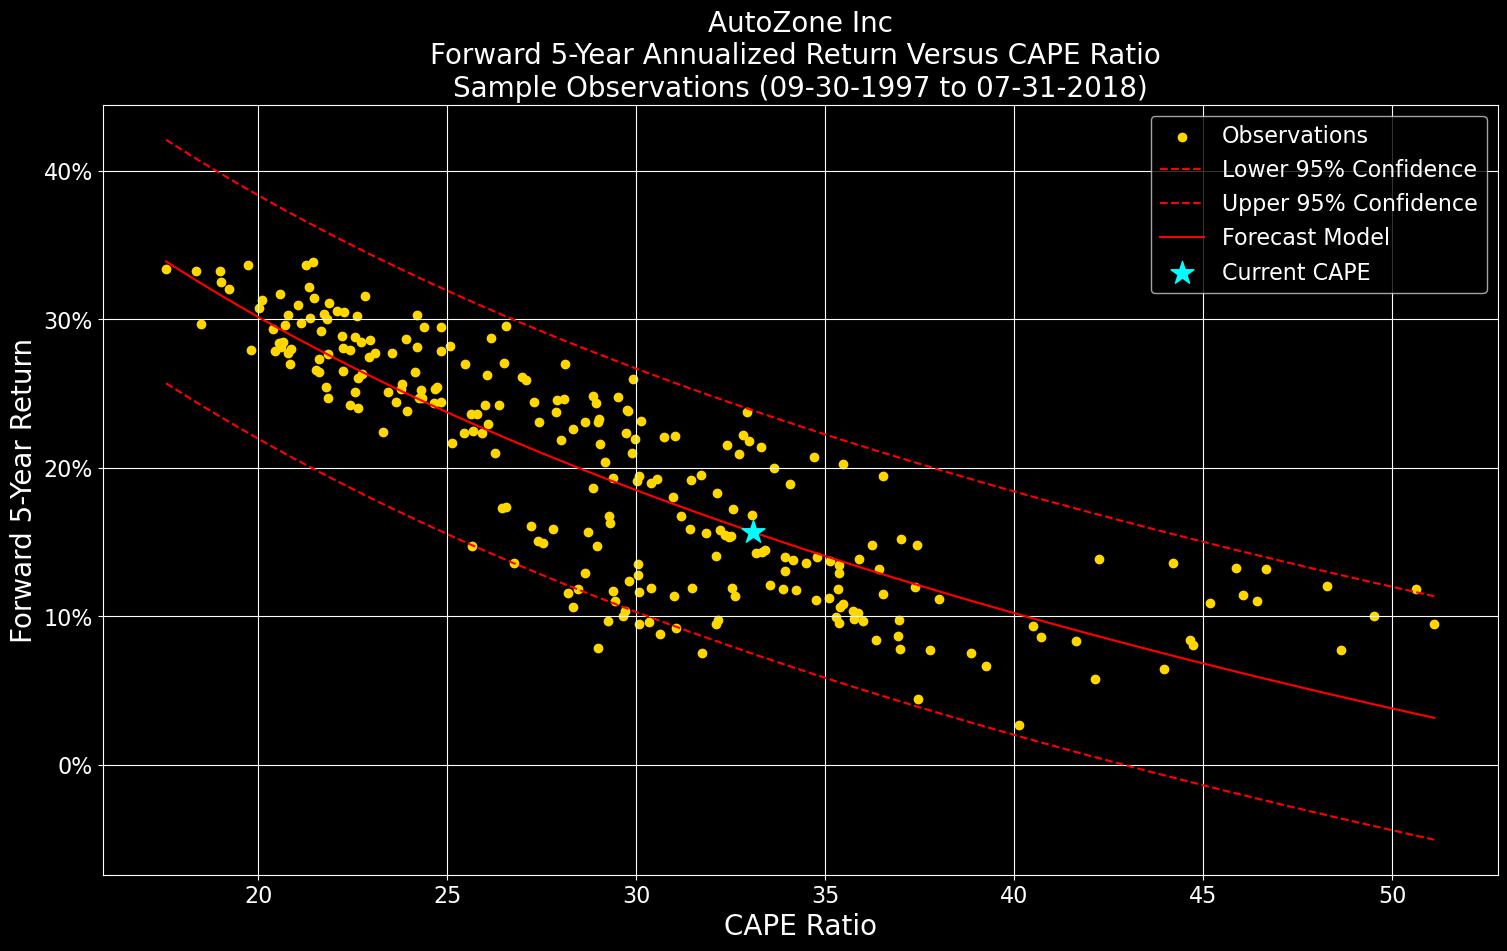 AutoZone Inc
Forward 5-Year Annualized Return Versus CAPE Ratio
Sample Observations (09-30-1997 to 07-31-2018)
Observations
Lower 95% Confidence
Upper 95% Confidence
Forecast Model
Current CAPE
Forward 5-Year Return
40%
30%
20%
10%
0%
20
25
30
35
40
45
50
CAPE Ratio